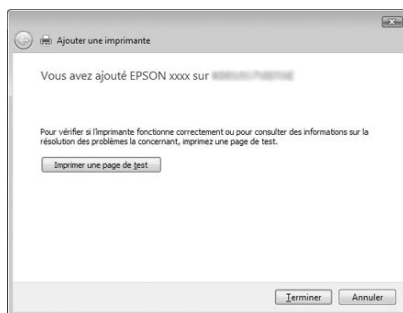 Ajouter une imprimante
Vous avez ajouté EPSON xxxx sur
Pour vérifier si l'imprimante fonctionne correctement ou pour consulter des informations sur la
résolution des problèmes la concernant, imprimez une page de test.
Imprimer une page de test
Terminer Annuler